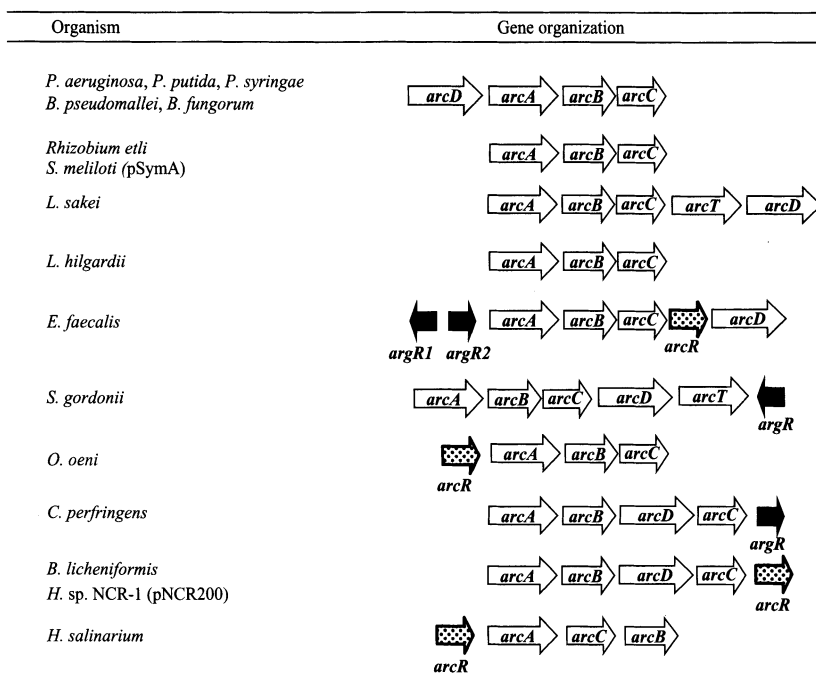 Organism Gene organization
P. aeruginosa, P. putida, P. syringae
B. pseudomallei, B. fungorum
arcD arcA arcB arcC
Rhizobium etli
S. meliloti (pSymA)
arcA arcB arcC
L. sakei arcA arcB arcC arcT arcD
L. hilgardii arcA arcB arcC
E. faecalis arcA arcB arcC arcD
argR1 argR2 arcR
S. gordonii arcA arcB arcC arcD arcT
argR
O. oeni arcA arcB arcC
arcR
C. perfringens arcA arcB arcD arcC
argR
B. licheniformis
H. sp. NCR-1 (pNCR200)
arcA arcB arcD arcC
arcR
H. salinarium arcA arcC arcB
arcR